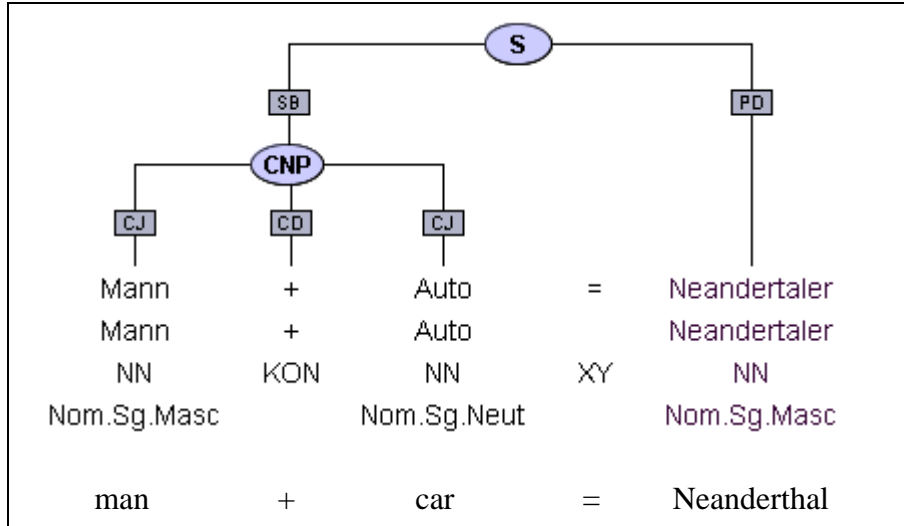 S
SB PD
CNP
CJ CD CJ
Mann + Auto = Neandertaler
Mann + Auto Neandertaler
NN KON NN XY NN
Nom.Sg.Masc Nom.Sg.Neut Nom.Sg.Masc
man + car = Neanderthal